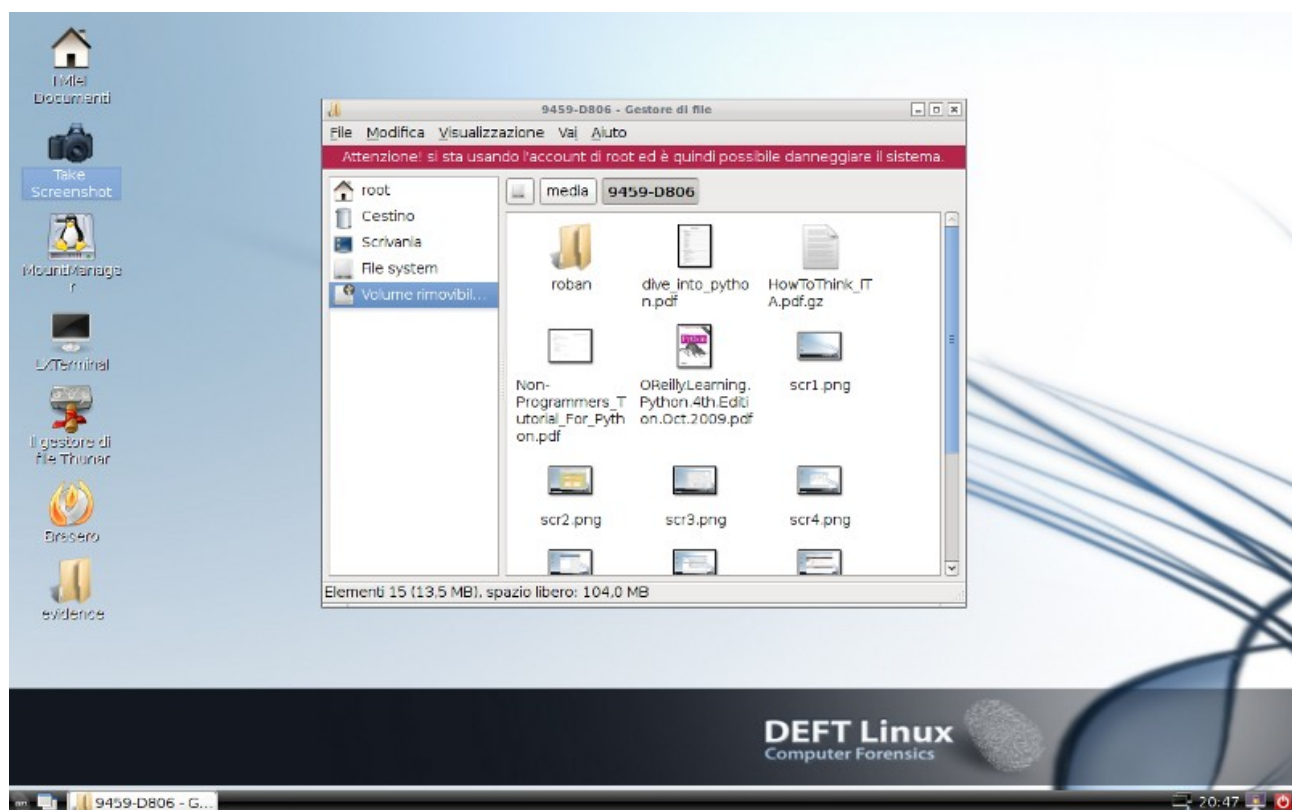 I Miei
Documenti
Take
Screenshot
MountManage
r
LXTerminal
Il gestore di
file Thunar
Brasero
evidence
9459-D806 - Gestore di file
File Modifica Visualizzazione Vai Aiuto
Attenzione! si sta usando l'account di root ed è quindi possibile danneggiare il sistema.
root
Cestino
Scrivania
File system
Volume rimovibil...
media 9459-D806
roban
dive_into_pytho
n.pdf
HowToThink_IT
A.pdf.gz
Non-
Programmers_T
utorial_For_Pyth
on.pdf
OReilly.Learning.
Python.4th.Editi
on.Oct.2009.pdf
scr1.png
scr2.png
scr3.png
scr4.png
Elementi 15 (13,5 MB), spazio libero: 104,0 MB
DEFT Linux
Computer Forensics
9459-D806 - G...
20:47